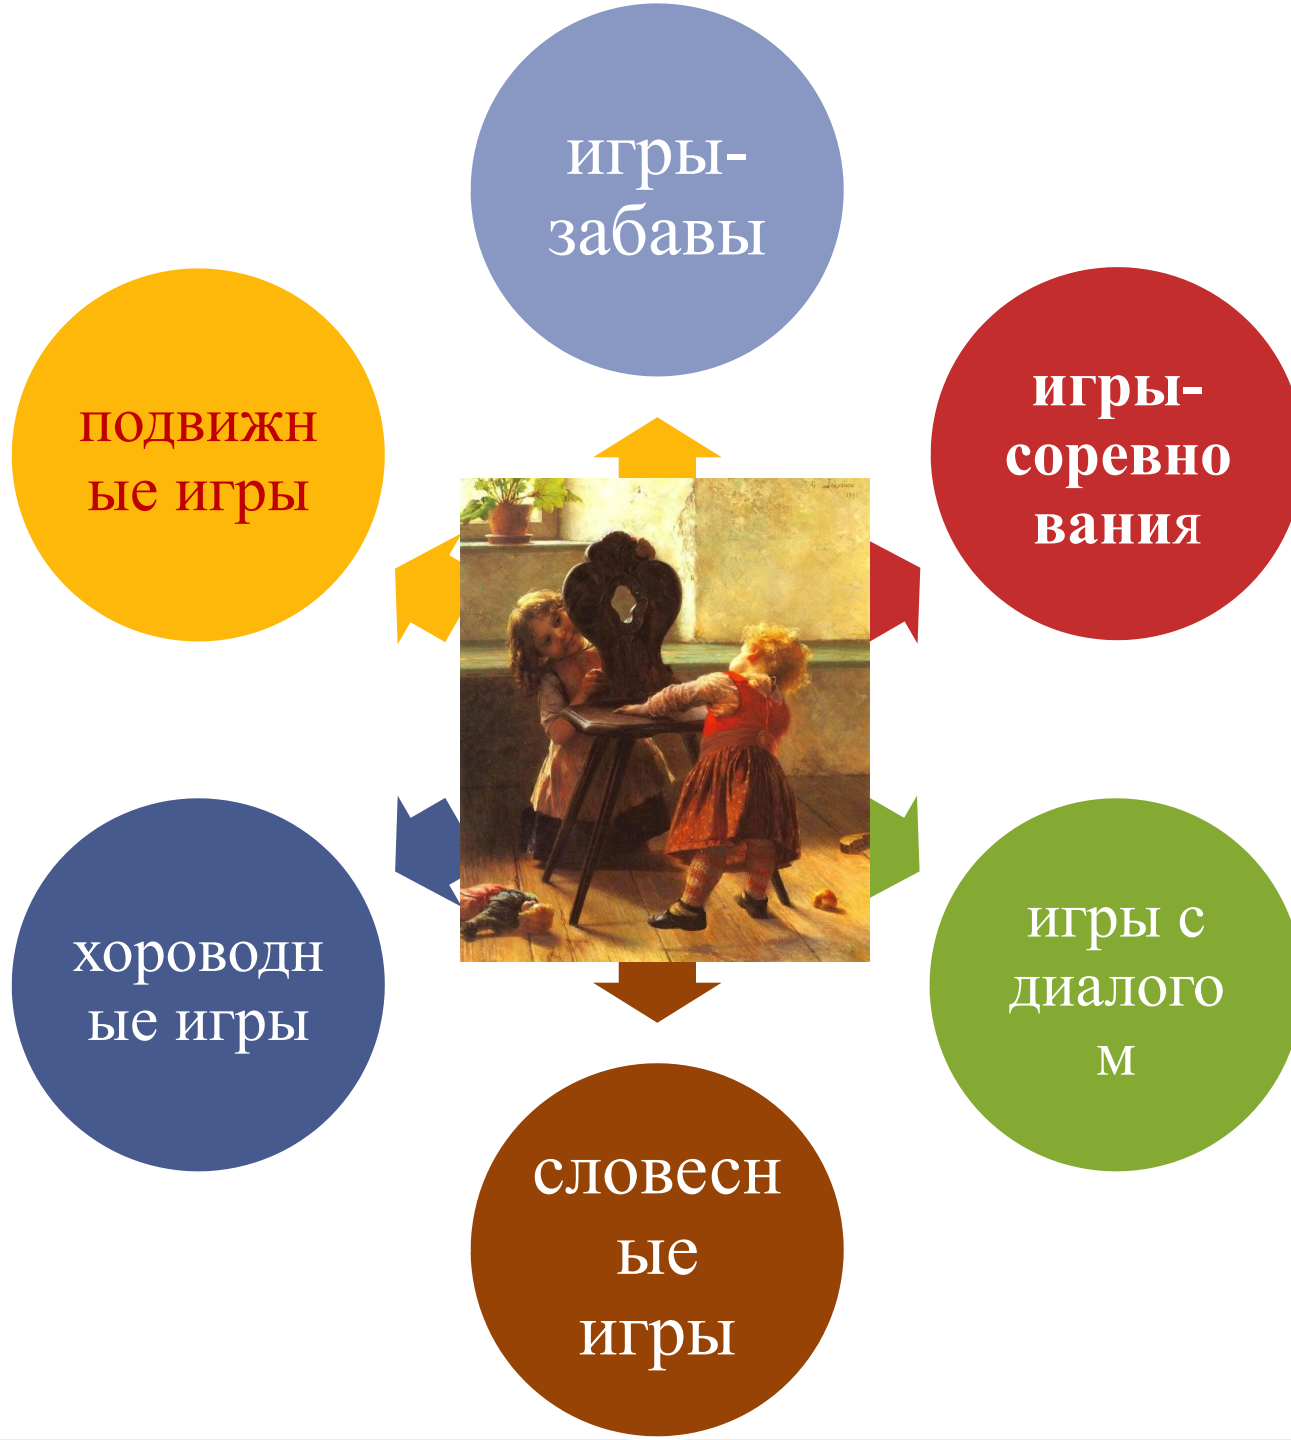 игры-
забавы
игры-
соревно
вания
игры с
диалого
м
словесн
ые
игры
хороводн
ые игры
подвижн
ые игры